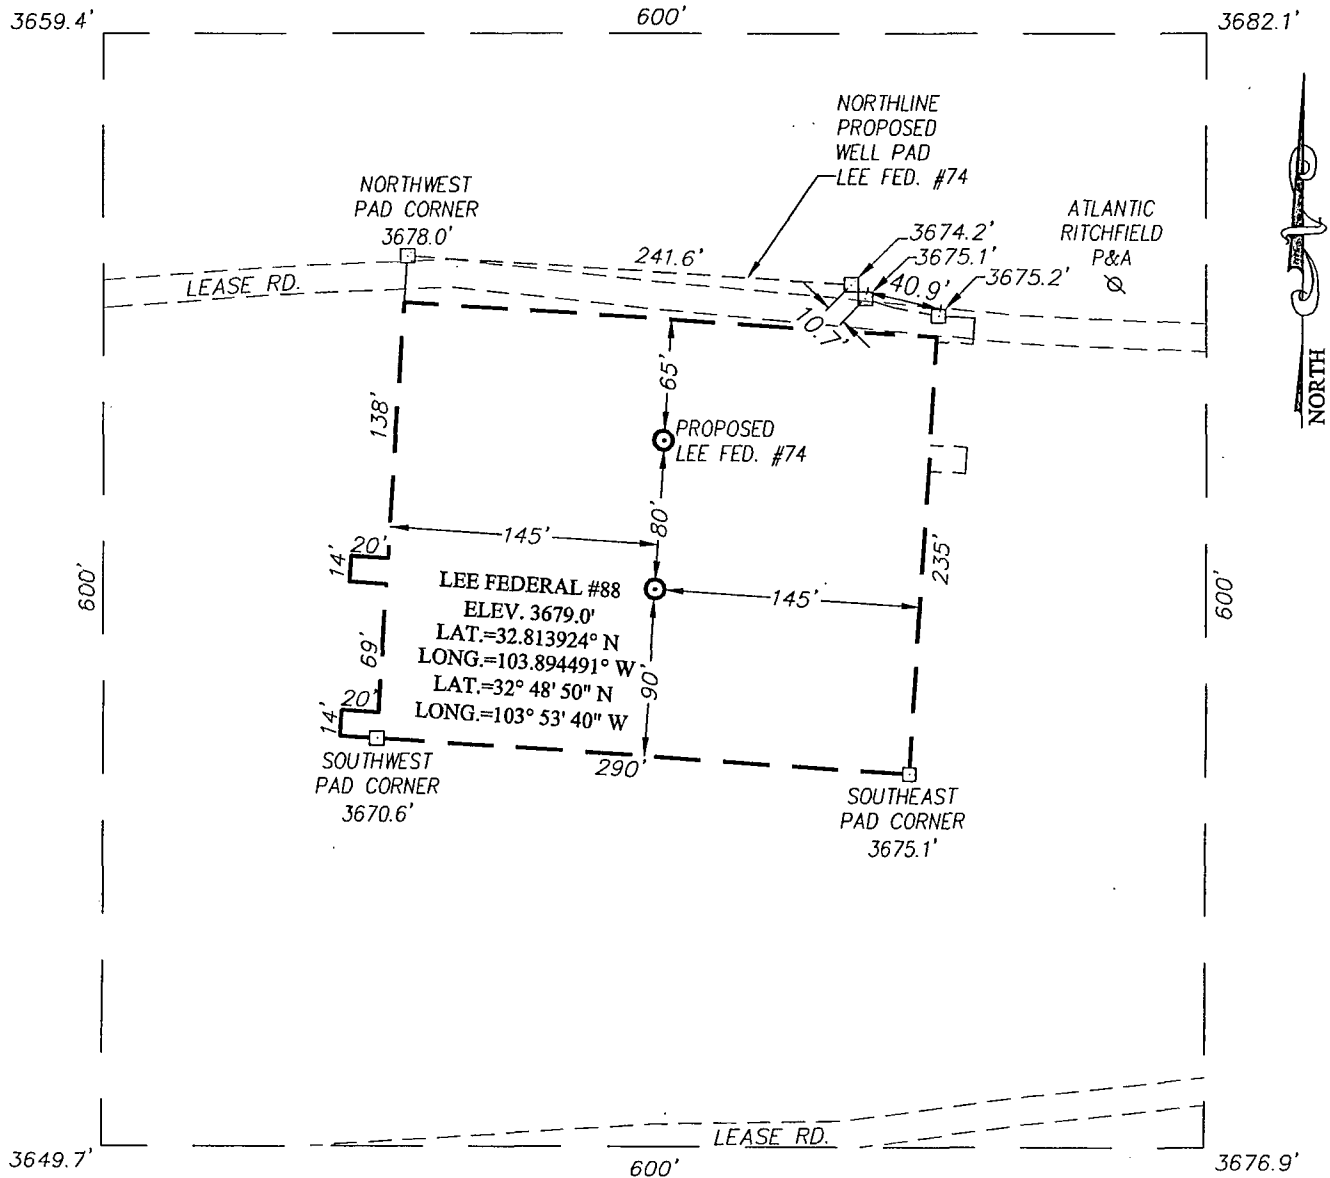 3659.4'
600'
3682.1'
NORTHLINE
PROPOSED
WELL PAD
LEE FED. #74
NORTHWEST
PAD CORNER
3678.0'
ATLANTIC
RITCHFIELD
P&A
3674.2'
3675.1'
3675.2'
241.6'
40.9'
10.7'
LEASE RD.
NORTH
65'
138'
PROPOSED
LEE FED. #74
80'
145'
235'
20'
14'
600'
LEE FEDERAL #88
ELEV. 3679.0'
LAT.=32.813924° N
LONG.=103.894491° W
LAT.=32° 48' 50" N
LONG.=103° 53' 40" W
145'
600'
69'
90'
20'
14'
SOUTHWEST
PAD CORNER
3670.6'
290'
SOUTHEAST
PAD CORNER
3675.1'
LEASE RD.
3649.7'
600'
3676.9'